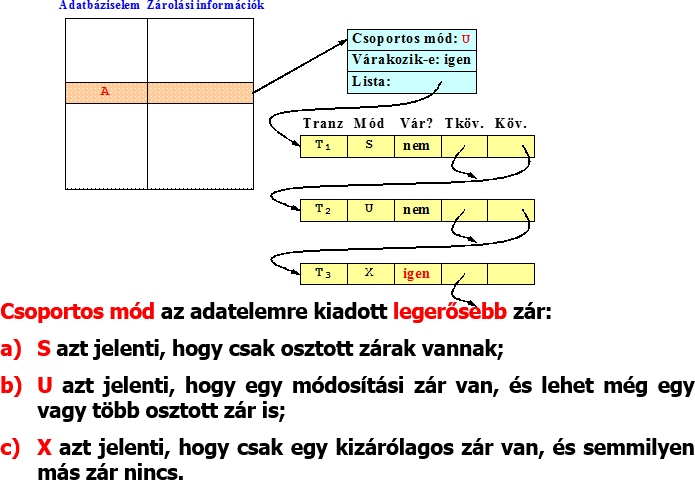 Adatbáziselem Zárolási információk
A
Csoportos mód: U
Várakozik-e: igen
Lista:
Tranz Mód Vár? Tköv. Köv.
T1 S nem
T2 U nem
T3 X igen
Csoportos mód az adatelemre kiadott legerősebb zár:
a) S azt jelenti, hogy csak osztott zárak vannak;
b) U azt jelenti, hogy egy módosítási zár van, és lehet még egy
vagy több osztott zár is;
c) X azt jelenti, hogy csak egy kizárólagos zár van, és semmilyen
más zár nincs.